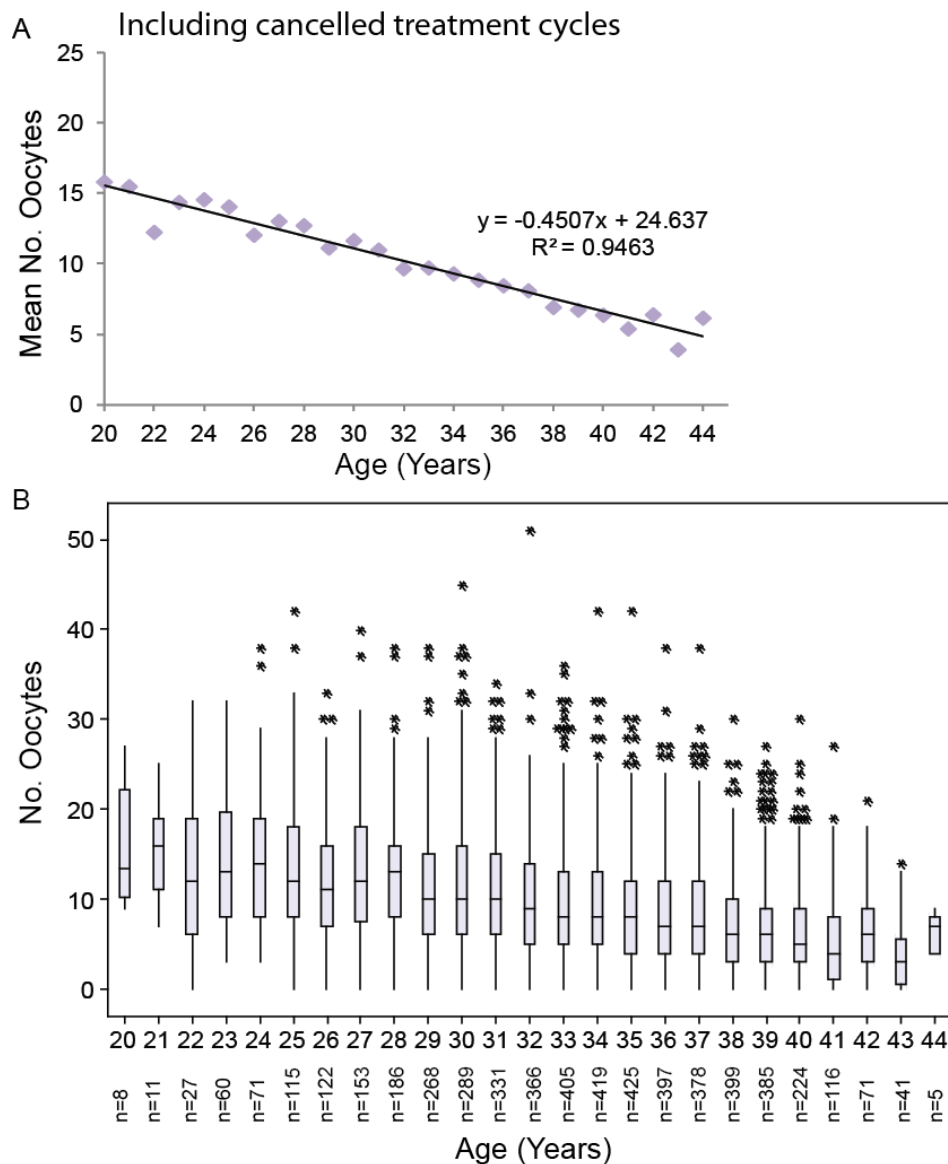 A
Including cancelled treatment cycles
25
20
15
10
5
0
Mean No. Oocytes
y = -0.4507x + 24.637
R² = 0.9463
20 22 24 26 28 30 32 34 36 38 40 42 44
Age (Years)
B
50
40
30
20
10
0
No. Oocytes
20 21 22 23 24 25 26 27 28 29 30 31 32 33 34 35 36 37 38 39 40 41 42 43 44
n=8 n=11 n=27 n=60 n=71 n=115 n=122 n=153 n=186 n=268 n=289 n=331 n=366 n=405 n=419 n=425 n=397 n=378 n=399 n=385 n=224 n=116 n=71 n=41 n=5
Age (Years)